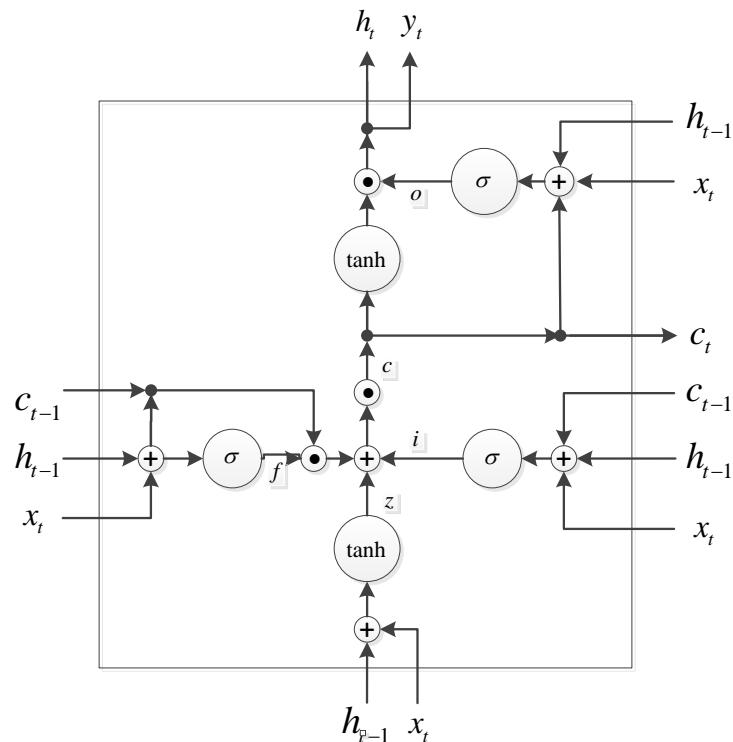 h_t y_t
h_{t-1}
σ
x_t
o
tanh
c_t
c
c_{t-1}
c_{t-1}
i
h_{t-1}
σ
f
σ
h_{t-1}
z
x_t
x_t
tanh
h_{t-1} x_t